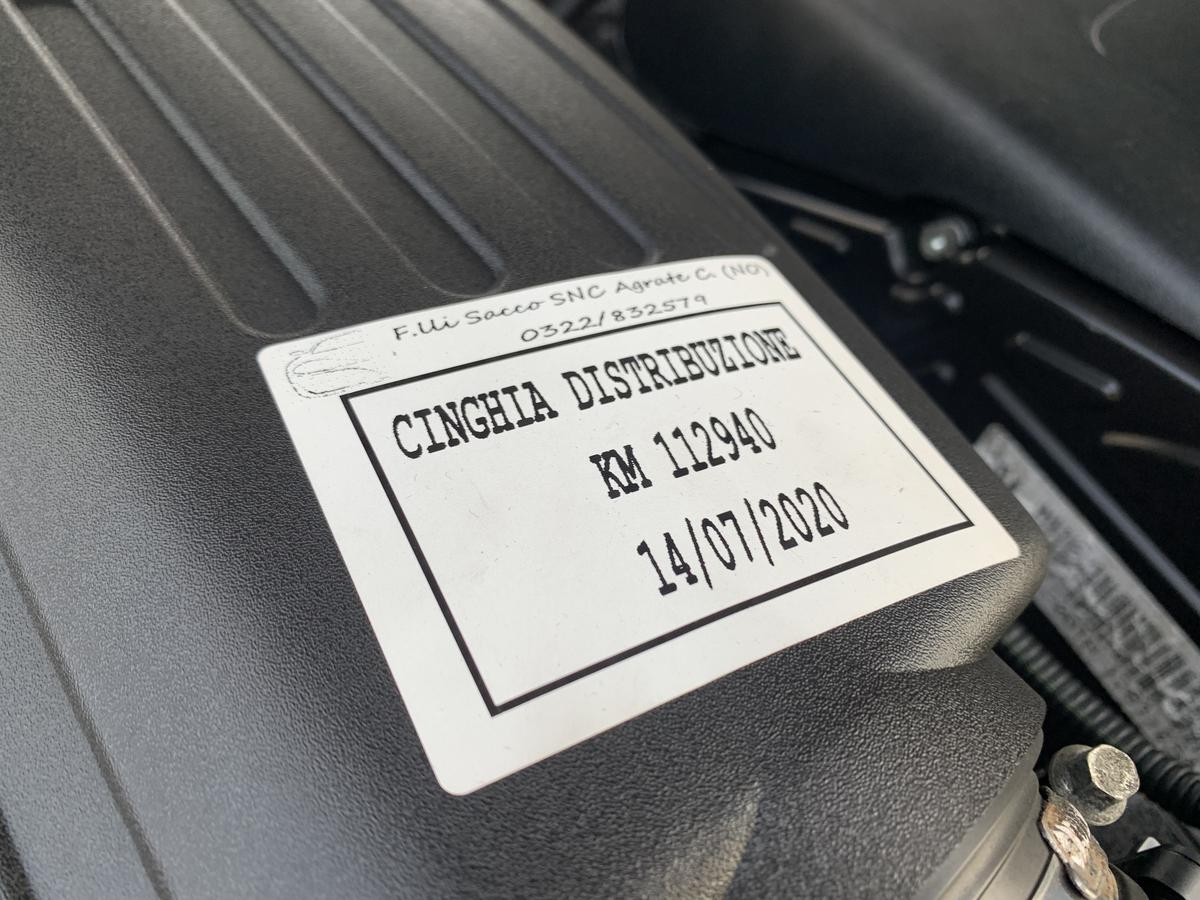 F.lli Sacco SNC Agrate C. (NO)
0322/832579
CINGHIA DISTRIBUZIONE
KM 112940
14/07/2020